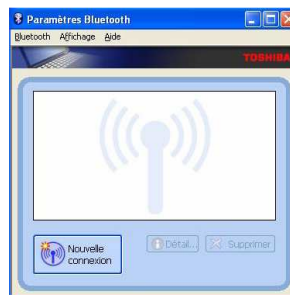 Paramètres Bluetooth
Bluetooth Affichage Aide
TOSHIBA
Nouvelle
connexion
Détail...
Supprimer